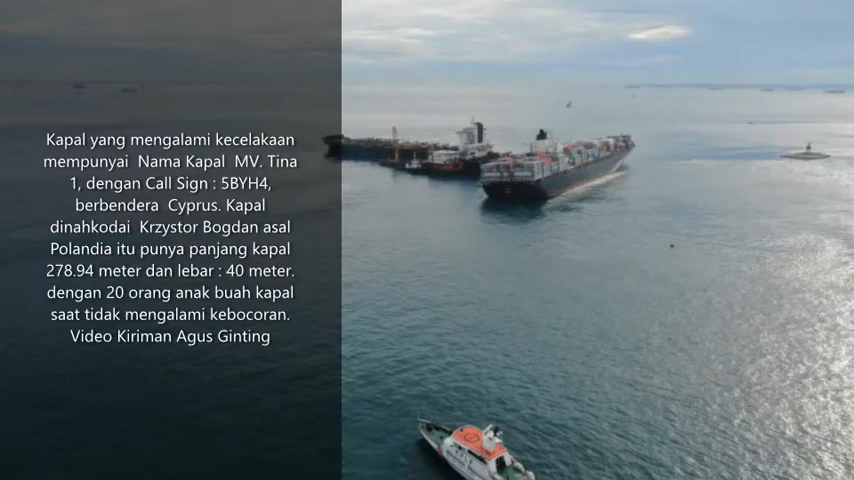 Kapal yang mengalami kecelakaan
mempunyai Nama Kapal MV. Tina
1, dengan Call Sign : 5BYH4,
berbendera Cyprus. Kapal
dinahkodai Krzystor Bogdan asal
Polandia itu punya panjang kapal
278.94 meter dan lebar : 40 meter.
dengan 20 orang anak buah kapal
saat tidak mengalami kebocoran.
Video Kiriman Agus Ginting